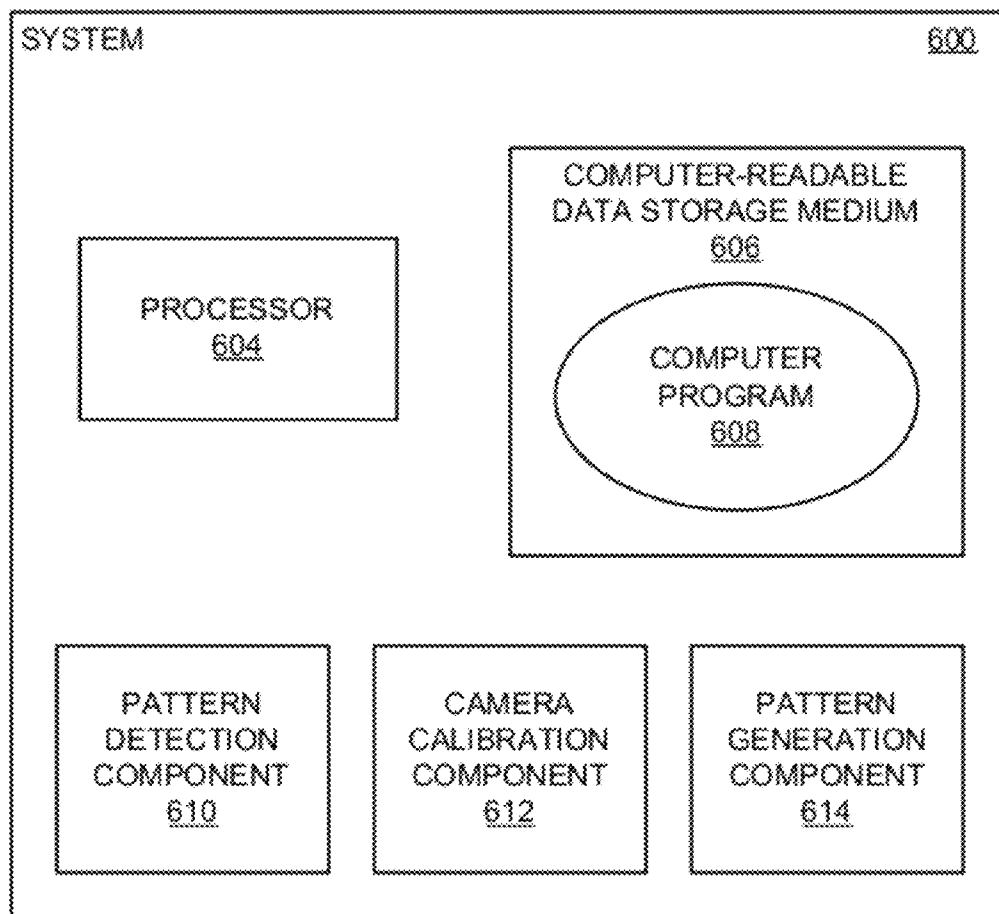 SYSTEM 600
COMPUTER-READABLE
DATA STORAGE MEDIUM
606
PROCESSOR
604
COMPUTER
PROGRAM
608
PATTERN
DETECTION
COMPONENT
610
CAMERA
CALIBRATION
COMPONENT
612
PATTERN
GENERATION
COMPONENT
614